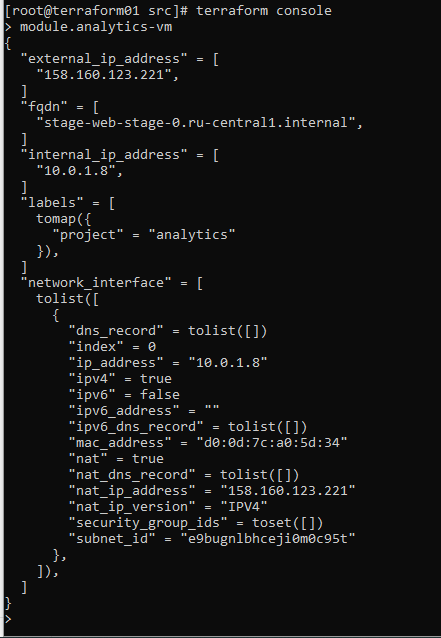 [root@terraform01 src]# terraform console
> module.analytics-vm
{
  "external_ip_address" = [
    "158.160.123.221",
  ]
  "fqdn" = [
    "stage-web-stage-0.ru-central1.internal",
  ]
  "internal_ip_address" = [
    "10.0.1.8",
  ]
  "labels" = [
    tomap({
      "project" = "analytics"
    }),
  ]
  "network_interface" = [
    tolist([
      {
        "dns_record" = tolist([])
        "index" = 0
        "ip_address" = "10.0.1.8"
        "ipv4" = true
        "ipv6" = false
        "ipv6_address" = ""
        "ipv6_dns_record" = tolist([])
        "mac_address" = "d0:0d:7c:a0:5d:34"
        "nat" = true
        "nat_dns_record" = tolist([])
        "nat_ip_address" = "158.160.123.221"
        "nat_ip_version" = "IPV4"
        "security_group_ids" = toset([])
        "subnet_id" = "e9bugnlbhceji0m0c95t"
      },
    ]),
  ]
}
>